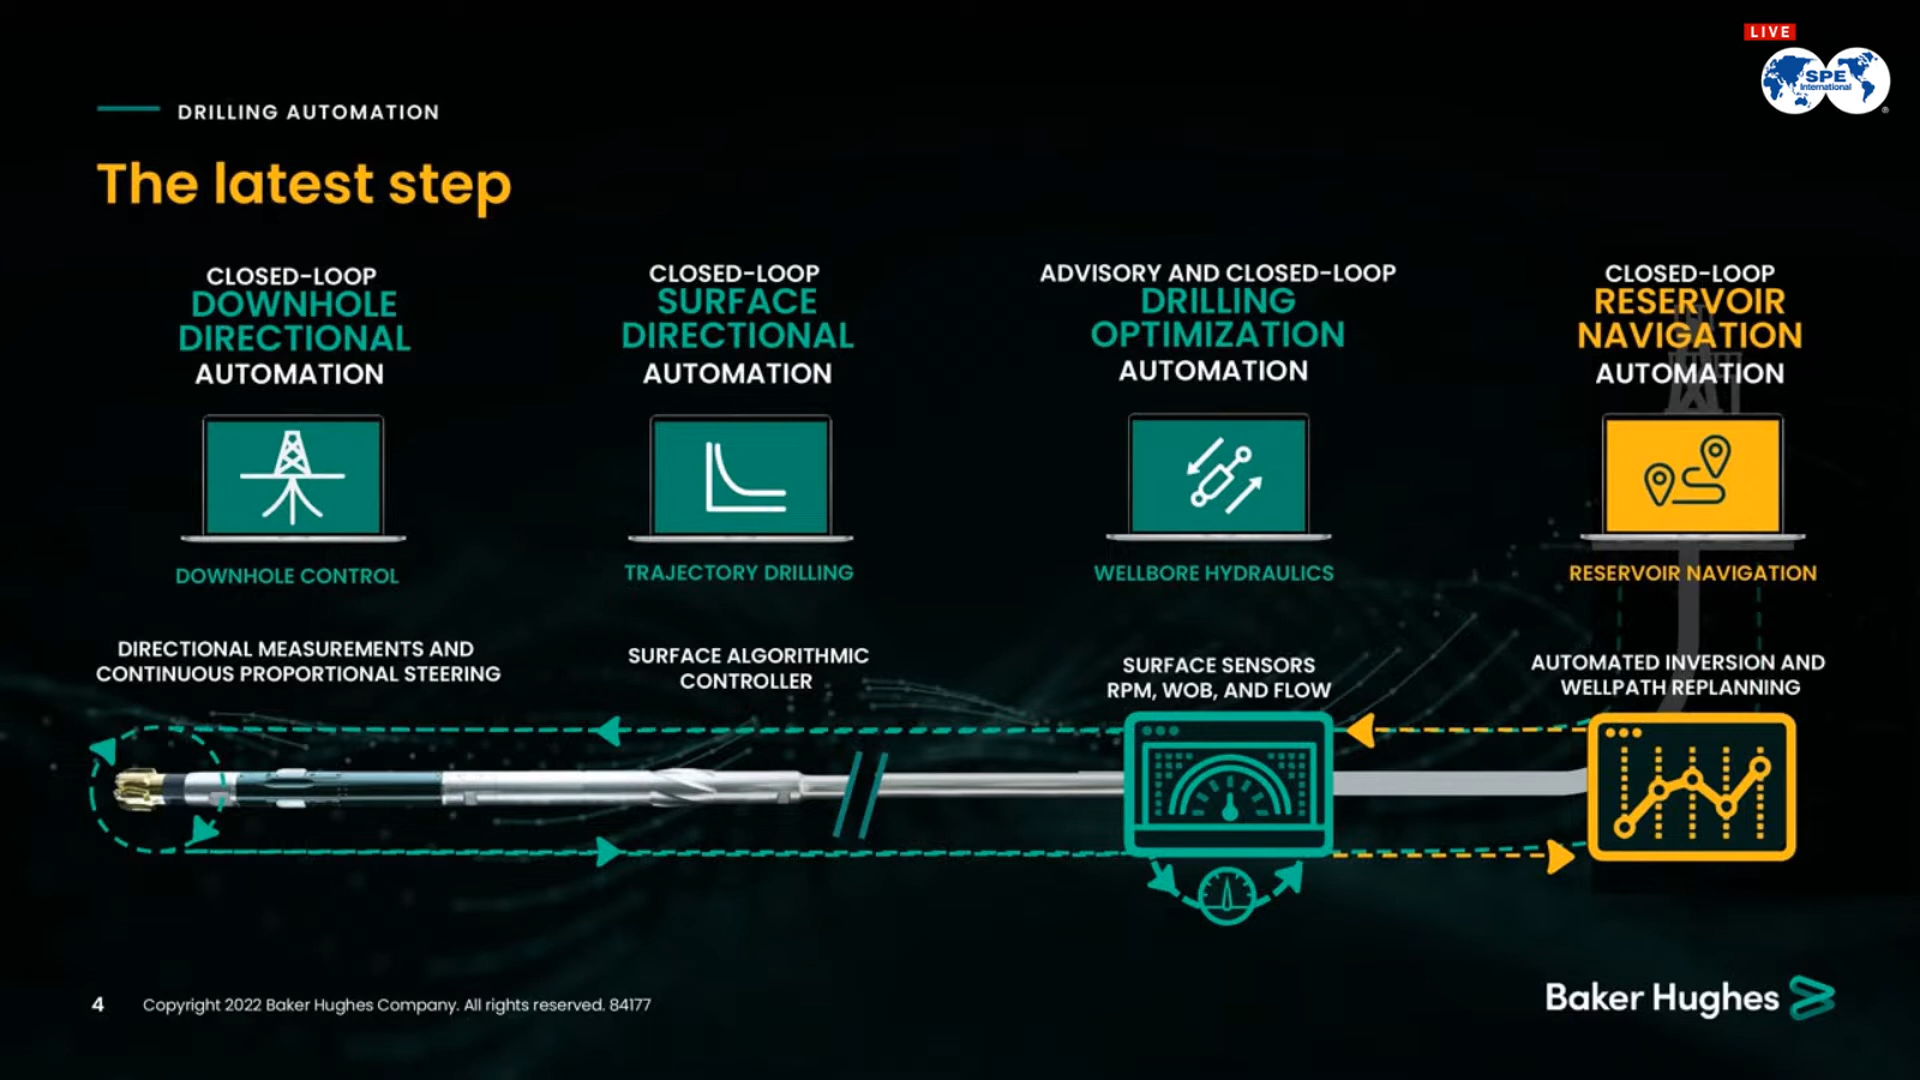 LIVE
SPE
International
®
DRILLING AUTOMATION
The latest step
CLOSED-LOOP
DOWNHOLE
DIRECTIONAL
AUTOMATION
DOWNHOLE CONTROL
DIRECTIONAL MEASUREMENTS AND
CONTINUOUS PROPORTIONAL STEERING
CLOSED-LOOP
SURFACE
DIRECTIONAL
AUTOMATION
TRAJECTORY DRILLING
SURFACE ALGORITHMIC
CONTROLLER
ADVISORY AND CLOSED-LOOP
DRILLING
OPTIMIZATION
AUTOMATION
WELLBORE HYDRAULICS
SURFACE SENSORS
RPM, WOB, AND FLOW
CLOSED-LOOP
RESERVOIR
NAVIGATION
AUTOMATION
RESERVOIR NAVIGATION
AUTOMATED INVERSION AND
WELLPATH REPLANNING
4
Copyright 2022 Baker Hughes Company. All rights reserved. 84177
Baker Hughes